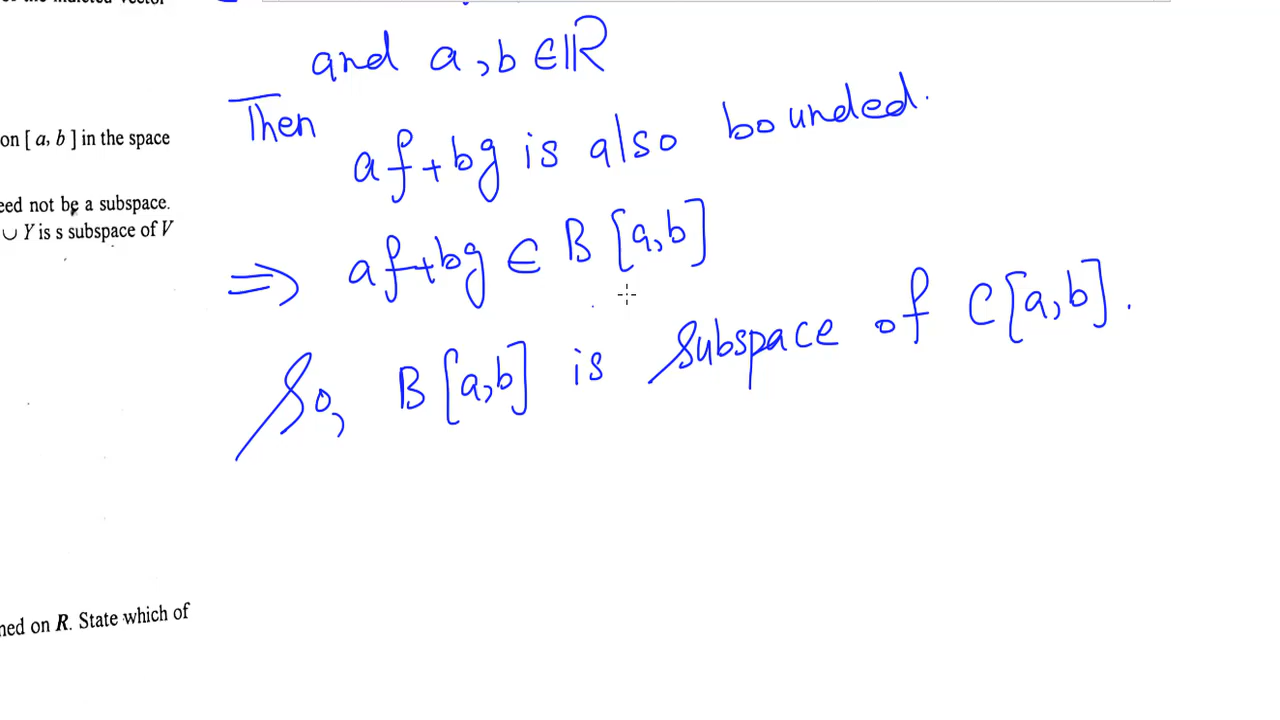 and a, b ∈ ℝ
Then
af+bg is also bounded.
⇒ af+bg ∈ B[a,b]
So, B[a,b] is subspace of C[a,b].
on [ a, b ] in the space
eed not be a subspace.
∪ Y is s subspace of V
ned on R. State which of